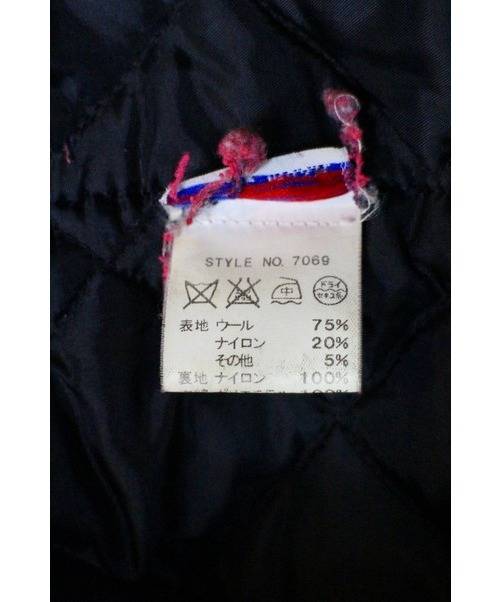 STYLE NO. 7069
中 ドライ セキユ系
表地 ウール 75%
ナイロン 20%
その他 5%
裏地 ナイロン 100%